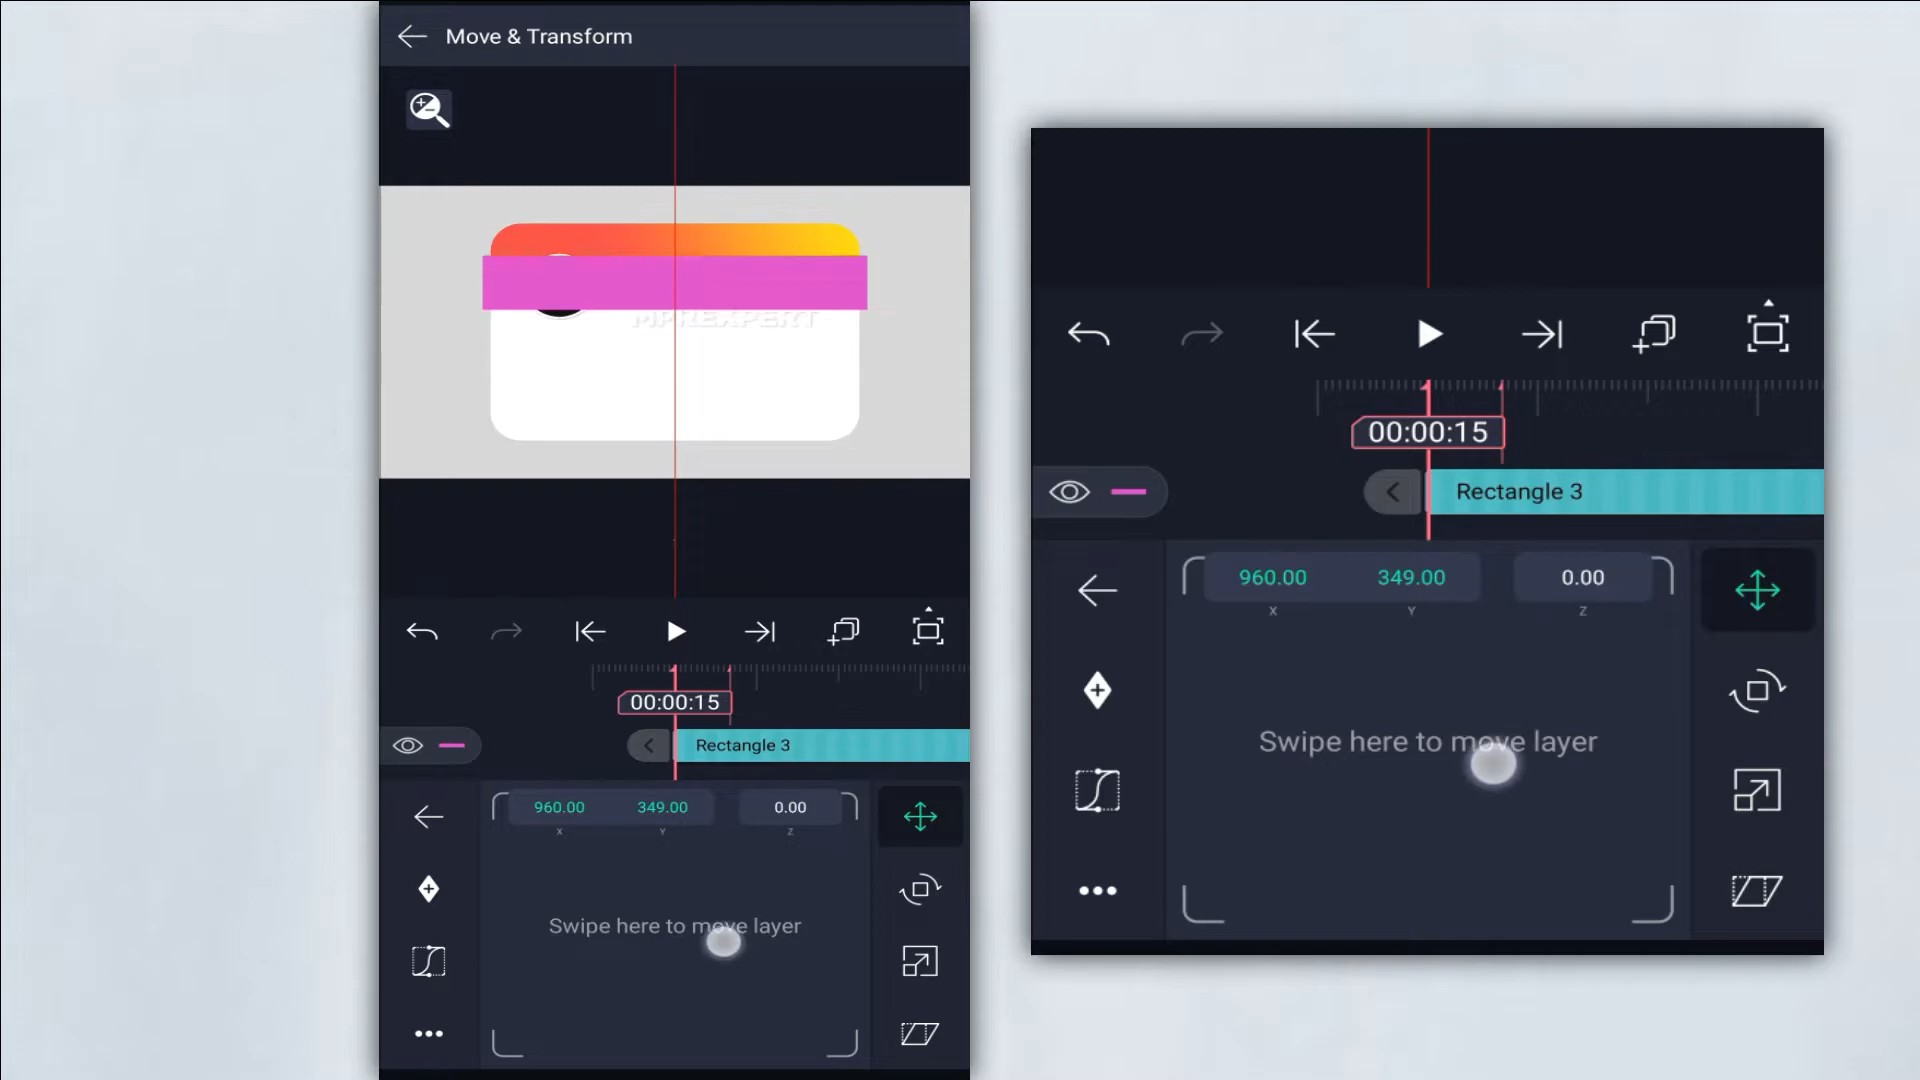 Move & Transform
MPREXPERT
00:00:15
Rectangle 3
960.00 349.00 0.00
X Y Z
Swipe here to move layer
00:00:15
Rectangle 3
960.00 349.00 0.00
X Y Z
Swipe here to move layer